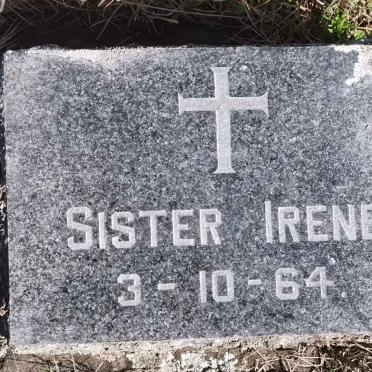 SISTER IRENE
3-10-64.